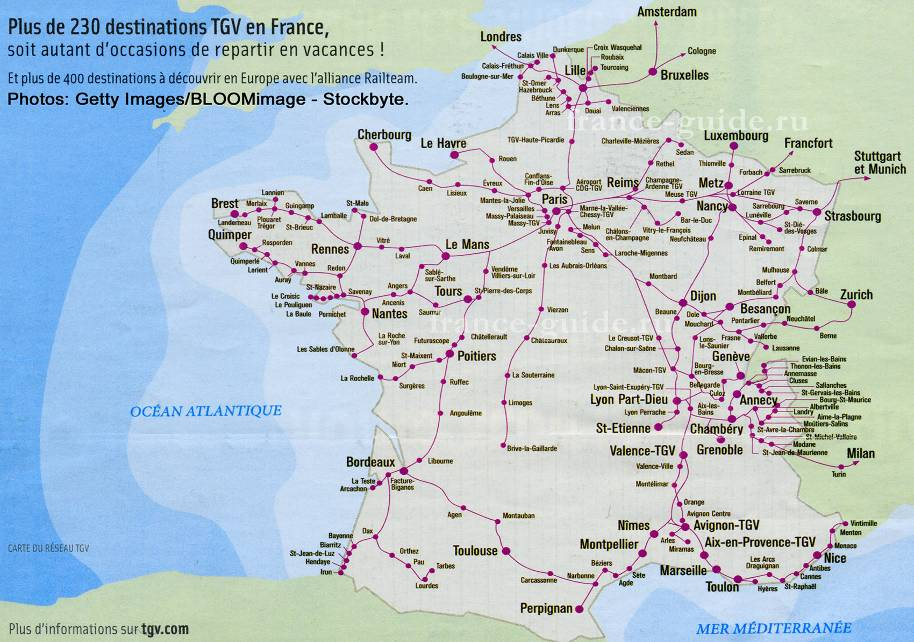 Plus de 230 destinations TGV en France,
soit autant d'occasions de repartir en vacances !
Et plus de 400 destinations à découvrir en Europe avec l'alliance Railteam.
Photos: Getty Images/BLOOMimage - Stockbyte.
Amsterdam
Londres
Cologne
Bruxelles
Dunkerque
Croix Wasquehal
Roubaix
Tourcoing
Calais Ville
Calais-Fréthun
Lille
Boulogne-sur-Mer
St-Omer
Hazebrouck
Béthune
Lens
Arras
Douai
Valenciennes
france-guide.ru
TGV-Haute-Picardie
Charleville-Mézières
Sedan
Rethel
Luxembourg
Thionville
Francfort
Forbach
Sarrebruck
Stuttgart
et Munich
Cherbourg
Le Havre
Rouen
Caen
Lisieux
Évreux
Mantes-la-Jolie
Conflans-
Fin-d'Oise
Aéroport
CDG-TGV
Reims
Champagne-
Ardenne TGV
Meuse TGV
Metz
Lorraine TGV
Nancy
Paris
Versailles
Massy-Palaiseau
Massy-TGV
Juvisy
Marne-la-Vallée-
Chessy-TGV
Melun
Fontainebleau
Avon
Sens
Laroche-Migennes
Châlons-
en-Champagne
Vitry-le-François
Bar-le-Duc
Neufchâteau
Sarrebourg
Saverne
Lunéville
St-Dié-
des-Vosges
Strasbourg
Epinal
Remiremont
Colmar
Mulhouse
Belfort
Montbéliard
Bâle
Zurich
Brest
Landerneau
Morlaix
Lannion
Plouaret
Trégor
Guingamp
St-Brieuc
Lamballe
St-Malo
Dol-de-Bretagne
Quimper
Rosporden
Quimperlé
Lorient
Auray
Vannes
Redon
Rennes
Vitré
Laval
Le Mans
Sablé-
sur-Sarthe
Vendôme
Villiers-sur-Loir
Les Aubrais-Orléans
Montbard
St-Nazaire
Savenay
Le Croisic
Le Pouliguen
La Baule
Pornichet
Nantes
Ancenis
Angers
Saumur
Tours
St-Pierre-des-Corps
Vierzon
Châteauroux
france-guide.ru
Dijon
Beaune
Dole
Mouchard
Besançon
Pontarlier
Neuchâtel
Berne
Frasne
Vallorbe
Lausanne
La Roche
sur-Yon
Les Sables d'Olonne
Futuroscope
Châtellerault
Poitiers
St-Maixent
Niort
La Rochelle
Surgères
Ruffec
Angoulême
La Souterraine
Limoges
Brive-la-Gaillarde
Le Creusot-TGV
Chalon-sur-Saône
Lons-
le-Saunier
Mâcon-TGV
Bourg-
en-Bresse
Genève
Bellegarde
Culoz
Lyon-Saint-Exupéry-TGV
Lyon Part-Dieu
Lyon Perrache
Aix-les-
Bains
Annecy
St-Etienne
Chambéry
Grenoble
Evian-les-Bains
Thonon-les-Bains
Annemasse
Cluses
Sallanches
St-Gervais-les-Bains
Bourg-St-Maurice
Albertville
Landry
Aime-la-Plagne
Moûtiers-Salins
St-Avre-la-Chambre
St-Michel-Valloire
Modane
St-Jean-de Maurienne
Milan
Turin
OCÉAN ATLANTIQUE
Valence-TGV
Valence-Ville
Montélimar
Orange
Avignon Centre
Avignon-TGV
Bordeaux
Libourne
La Teste
Arcachon
Facture-
Biganos
Agen
Montauban
Toulouse
CARTE DU RÉSEAU TGV
Bayonne
Biarritz
St-Jean-de-Luz
Hendaye
Irun
Dax
Orthez
Pau
Tarbes
Lourdes
Carcassonne
Narbonne
Perpignan
Béziers
Agde
Sète
Montpellier
Nîmes
Arles
Miramas
Aix-en-Provence-TGV
Marseille
Toulon
Hyères
Les Arcs
Draguignan
St-Raphaël
Cannes
Antibes
Nice
Monaco
Menton
Vintimille
MER MÉDITERRANÉE
Plus d'informations sur tgv.com